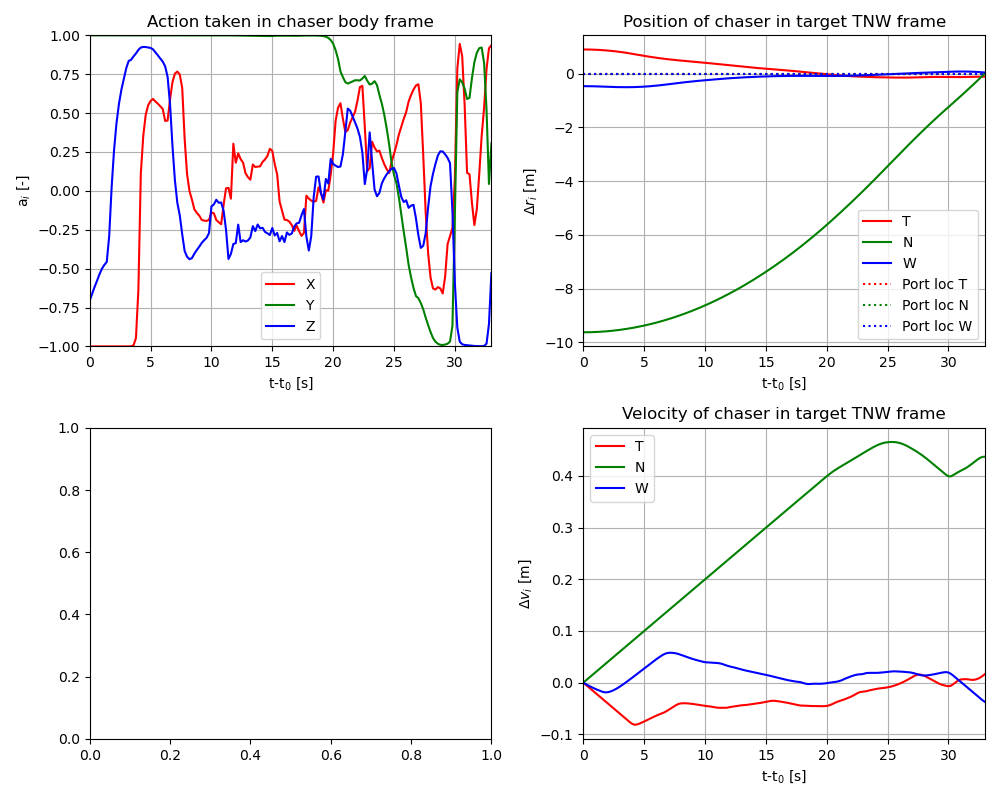 Action taken in chaser body frame
1.00
0.75
0.50
0.25
0.00
−0.25
−0.50
−0.75
−1.00
aᵢ [-]
X
Y
Z
0 5 10 15 20 25 30
t-t₀ [s]
Position of chaser in target TNW frame
0
−2
−4
−6
−8
−10
Δrᵢ [m]
T
N
W
Port loc T
Port loc N
Port loc W
0 5 10 15 20 25 30
t-t₀ [s]
1.0
0.8
0.6
0.4
0.2
0.0
0.0 0.2 0.4 0.6 0.8 1.0
Velocity of chaser in target TNW frame
0.4
0.3
0.2
0.1
0.0
−0.1
Δvᵢ [m]
T
N
W
0 5 10 15 20 25 30
t-t₀ [s]